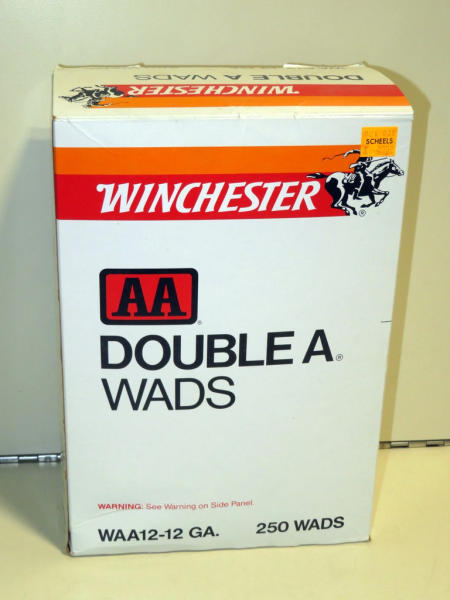 DOUBLE A WADS
WINCHESTER
SCHEELS
WINCHESTER
®
AA
®
DOUBLE A®
WADS
WARNING: See Warning on Side Panel.
WAA12-12 GA. 250 WADS